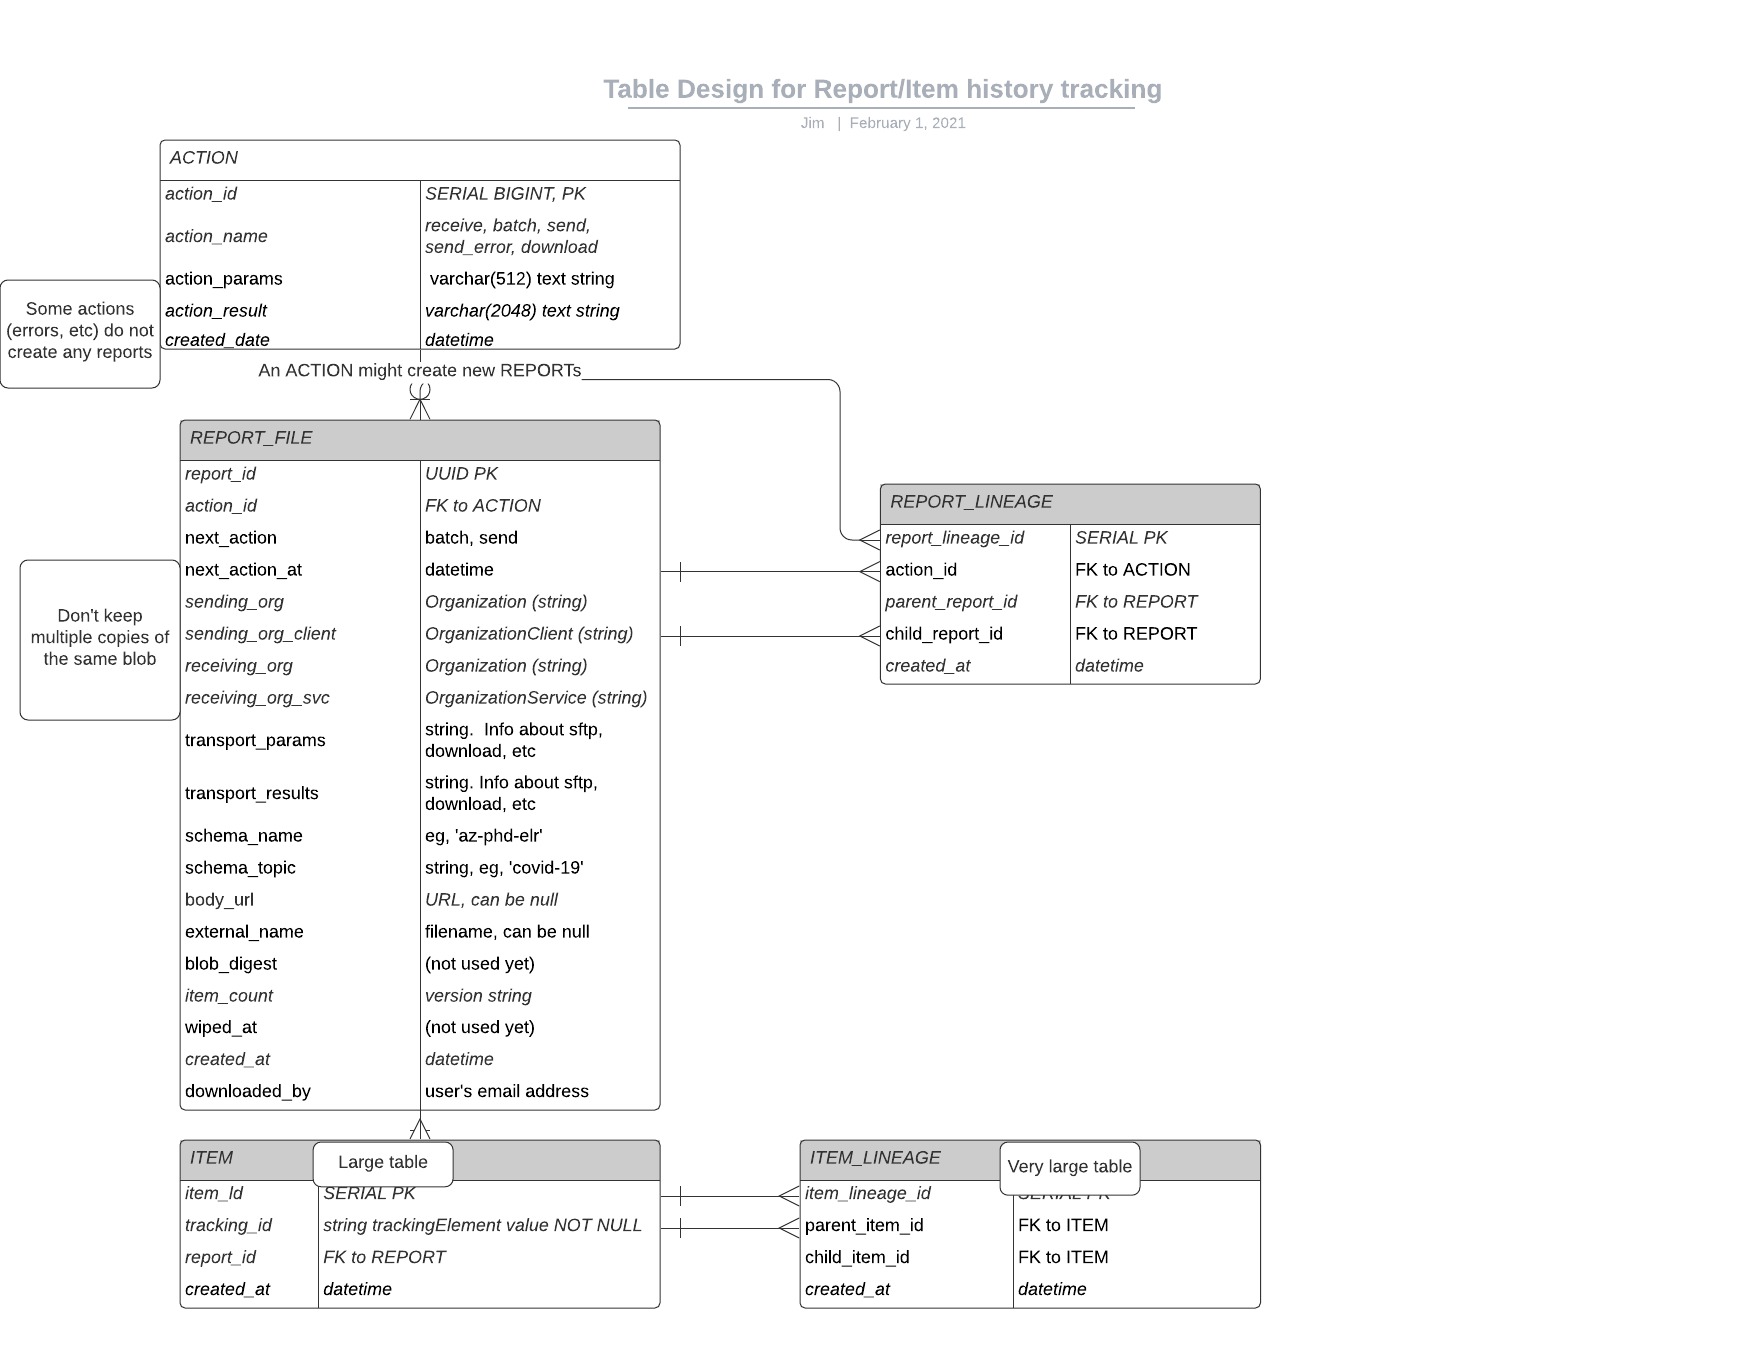 Table Design for Report/Item history tracking
Jim | February 1, 2021
ACTION
action_id SERIAL BIGINT, PK
action_name receive, batch, send,
send_error, download
action_params varchar(512) text string
action_result varchar(2048) text string
created_date datetime
Some actions
(errors, etc) do not
create any reports
An ACTION might create new REPORTs
REPORT_FILE
report_id UUID PK
action_id FK to ACTION
next_action batch, send
next_action_at datetime
sending_org Organization (string)
sending_org_client OrganizationClient (string)
receiving_org Organization (string)
receiving_org_svc OrganizationService (string)
transport_params string.  Info about sftp,
download, etc
transport_results string. Info about sftp,
download, etc
schema_name eg, 'az-phd-elr'
schema_topic string, eg, 'covid-19'
body_url URL, can be null
external_name filename, can be null
blob_digest (not used yet)
item_count version string
wiped_at (not used yet)
created_at datetime
downloaded_by user's email address
Don't keep
multiple copies of
the same blob
REPORT_LINEAGE
report_lineage_id SERIAL PK
action_id FK to ACTION
parent_report_id FK to REPORT
child_report_id FK to REPORT
created_at datetime
ITEM
Large table
item_Id SERIAL PK
tracking_id string trackingElement value NOT NULL
report_id FK to REPORT
created_at datetime
ITEM_LINEAGE
Very large table
item_lineage_id SERIAL PK
parent_item_id FK to ITEM
child_item_id FK to ITEM
created_at datetime